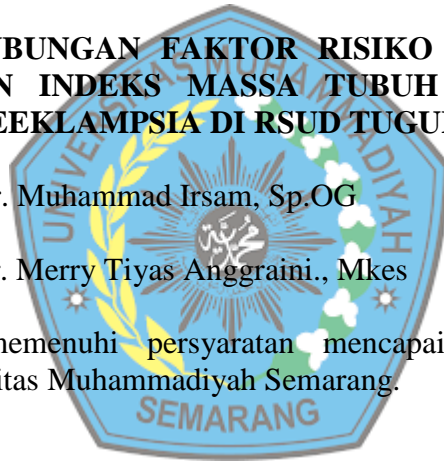 UBUNGAN FAKTOR RISIKO
N INDEKS MASSA TUBUH
EEKLAMPSIA DI RSUD TUGU
r. Muhammad Irsam, Sp.OG
r. Merry Tiyas Anggraini., Mkes
memenuhi persyaratan mencapai
itas Muhammadiyah Semarang.
UNIVERSITAS MUHAMMADIYAH
SEMARANG